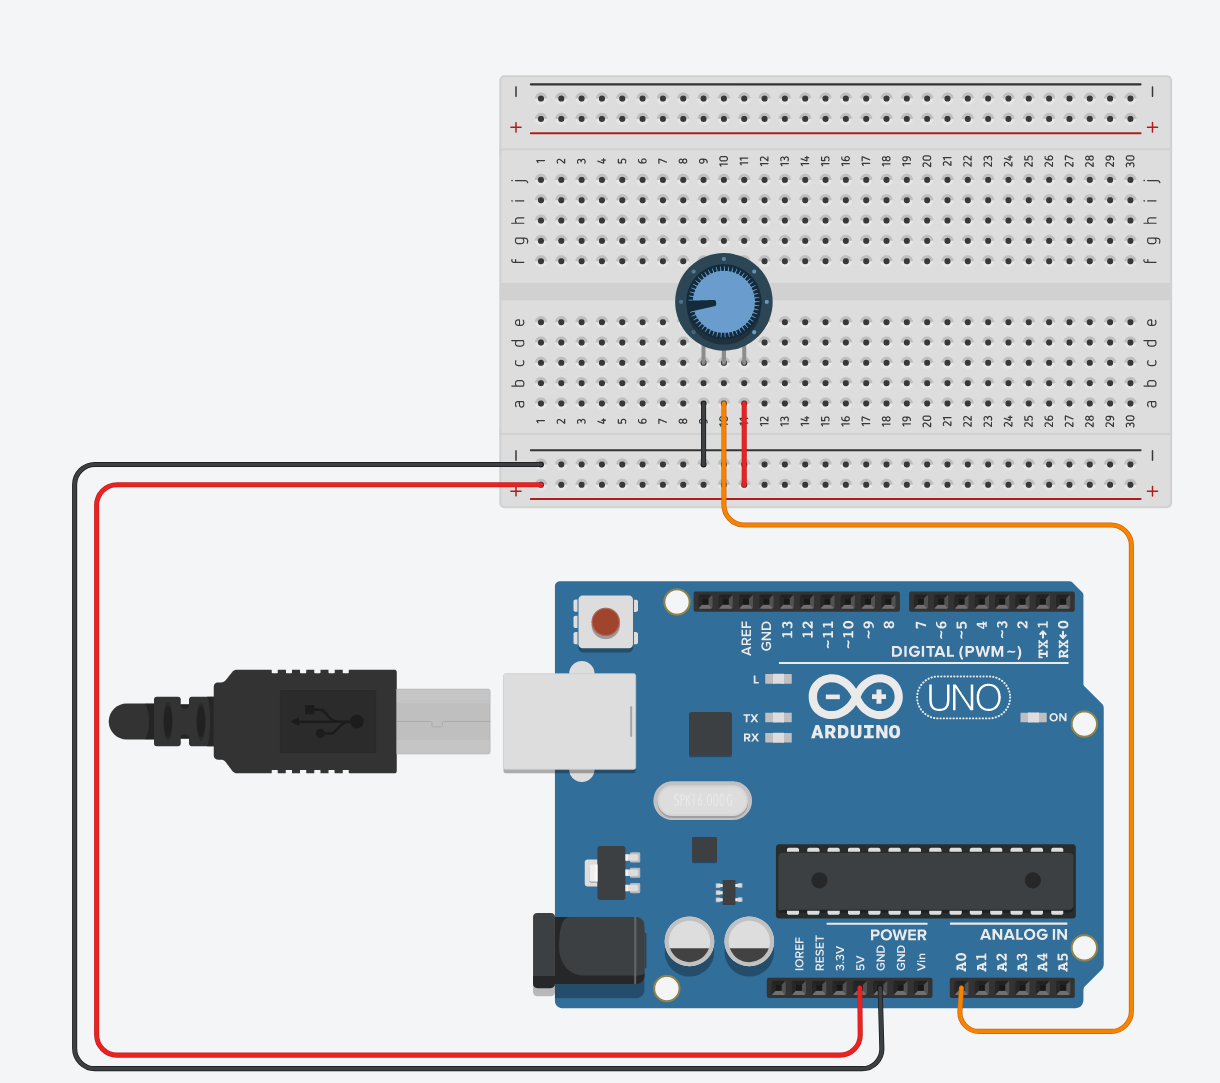 − −
+ +
1 2 3 4 5 6 7 8 9 10 11 12 13 14 15 16 17 18 19 20 21 22 23 24 25 26 27 28 29 30
j j
i i
h h
g g
f f
e e
d d
c c
b b
a a
1 2 3 4 5 6 7 8 9 10 11 12 13 14 15 16 17 18 19 20 21 22 23 24 25 26 27 28 29 30
− −
+ +
AREF GND 13 12 ~11 ~10 ~9 8 7 ~6 ~5 4 ~3 2 TX→1 RX←0
DIGITAL (PWM~)
L
UNO
TX ON
RX ARDUINO
SPK16.000G
POWER ANALOG IN
IOREF RESET 3.3V 5V GND GND Vin A0 A1 A2 A3 A4 A5